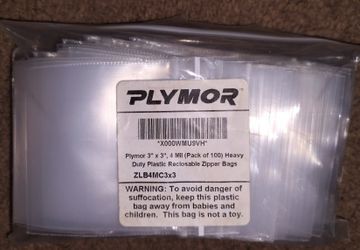 PLYMOR®
*X000WMU9VH*
Plymor 3" x 3", 4 Mil (Pack of 100) Heavy
Duty Plastic Reclosable Zipper Bags
ZLB4MC3x3
WARNING: To avoid danger of
suffocation, keep this plastic
bag away from babies and
children. This bag is not a toy.